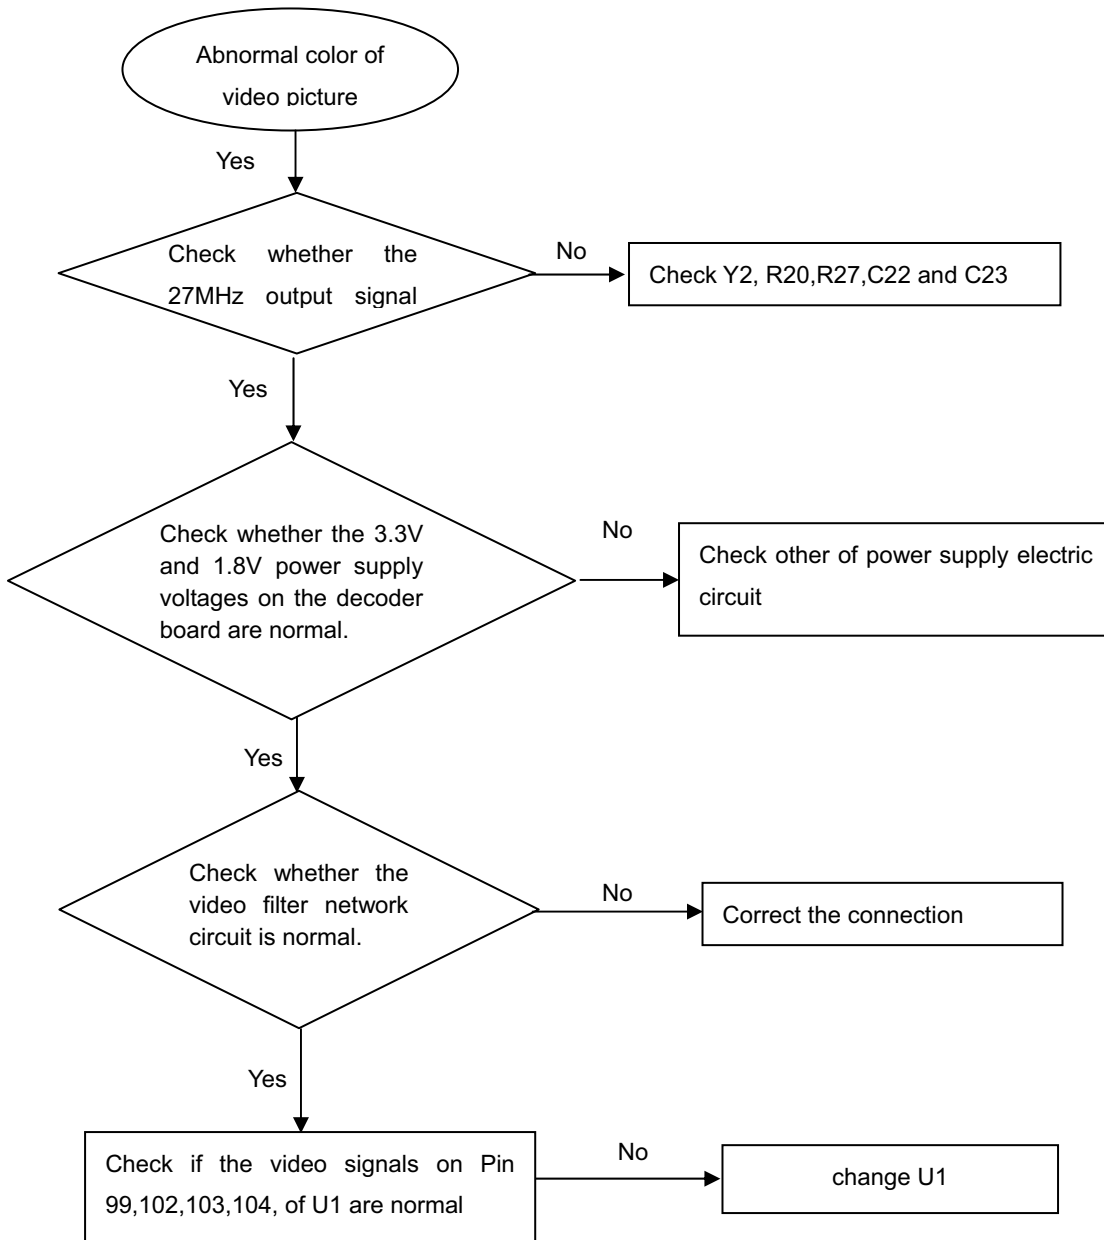 Abnormal color of
video picture
Yes
Check whether the
27MHz output signal
No
Check Y2, R20,R27,C22 and C23
Yes
Check whether the 3.3V
and 1.8V power supply
voltages on the decoder
board are normal.
No
Check other of power supply electric
circuit
Yes
Check whether the
video filter network
circuit is normal.
No
Correct the connection
Yes
Check if the video signals on Pin
99,102,103,104, of U1 are normal
No
change U1